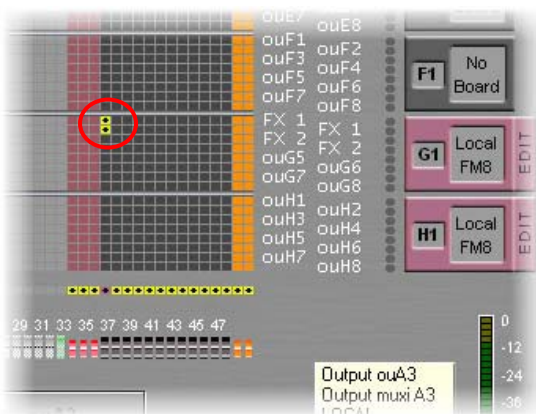 ouE7
ouE8
ouF1
ouF2
ouF3
ouF4
ouF5
ouF6
ouF7
ouF8
F1
No
Board
FX 1
FX 1
FX 2
FX 2
ouG5
ouG6
ouG7
ouG8
G1
Local
FM8
EDIT
ouH1
ouH2
ouH3
ouH4
ouH5
ouH6
ouH7
ouH8
H1
Local
FM8
EDIT
29 31 33 35 37 39 41 43 45 47
0
-12
-24
-36
Output ouA3
Output muxi A3
LOCAL